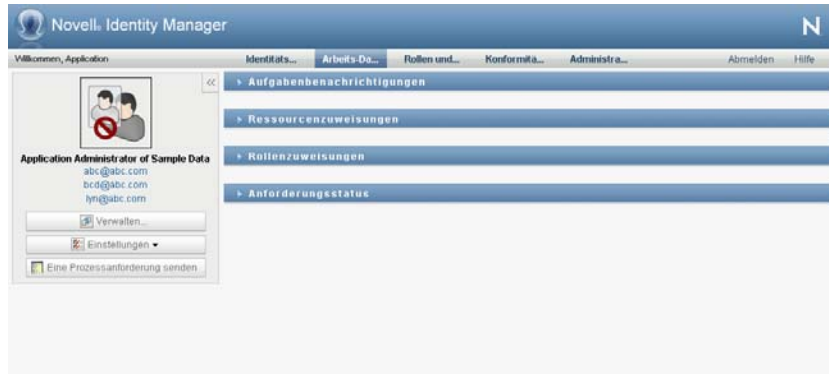 Novell® Identity Manager
N
Willkommen, Application
Identitäts... Arbeits-Da... Rollen und... Konformitä... Administra... Abmelden Hilfe
Aufgabenbenachrichtigungen
Ressourcenzuweisungen
Rollenzuweisungen
Anforderungsstatus
Application Administrator of Sample Data
abc@abc.com
bcd@abc.com
lyn@abc.com
Verwalten...
Einstellungen
Eine Prozessanforderung senden